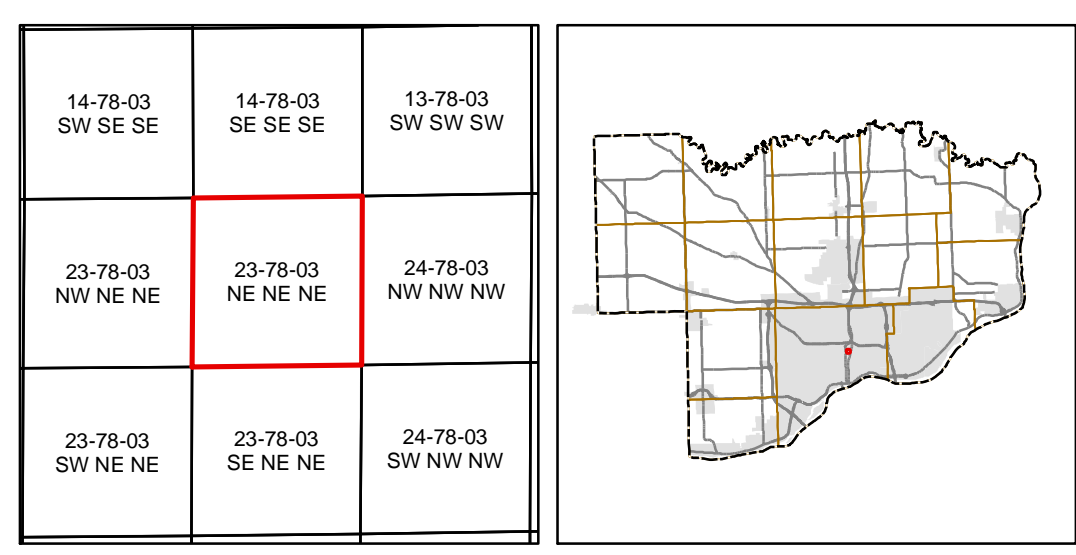 14-78-03
SW SE SE
14-78-03
SE SE SE
13-78-03
SW SW SW
23-78-03
NW NE NE
23-78-03
NE NE NE
24-78-03
NW NW NW
23-78-03
SW NE NE
23-78-03
SE NE NE
24-78-03
SW NW NW